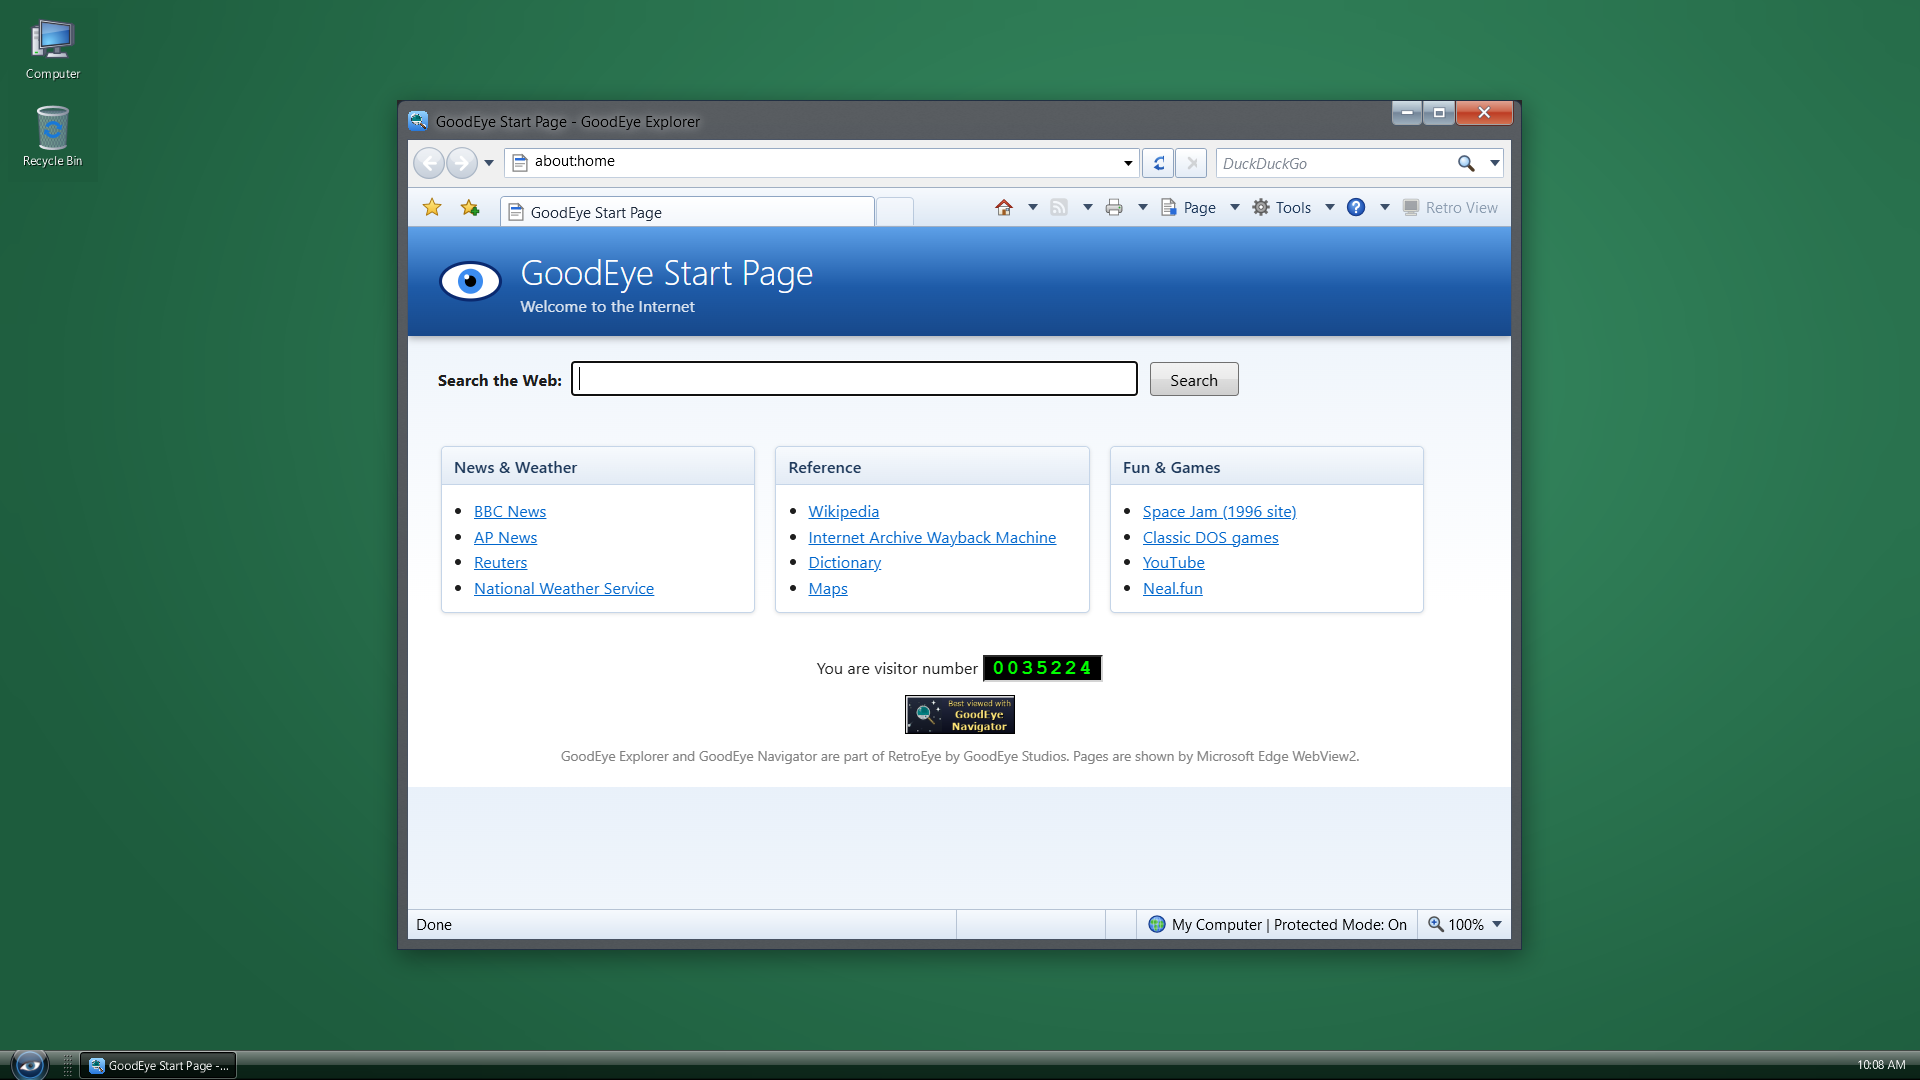 Computer
Recycle Bin
GoodEye Start Page - GoodEye Explorer
about:home
DuckDuckGo
GoodEye Start Page
Page
Tools
Retro View
GoodEye Start Page
Welcome to the Internet
Search the Web:
Search
News & Weather
BBC News
AP News
Reuters
National Weather Service
Reference
Wikipedia
Internet Archive Wayback Machine
Dictionary
Maps
Fun & Games
Space Jam (1996 site)
Classic DOS games
YouTube
Neal.fun
You are visitor number 0035224
Best viewed with
GoodEye
Navigator
GoodEye Explorer and GoodEye Navigator are part of RetroEye by GoodEye Studios. Pages are shown by Microsoft Edge WebView2.
Done
My Computer | Protected Mode: On
100%
GoodEye Start Page -...
10:08 AM